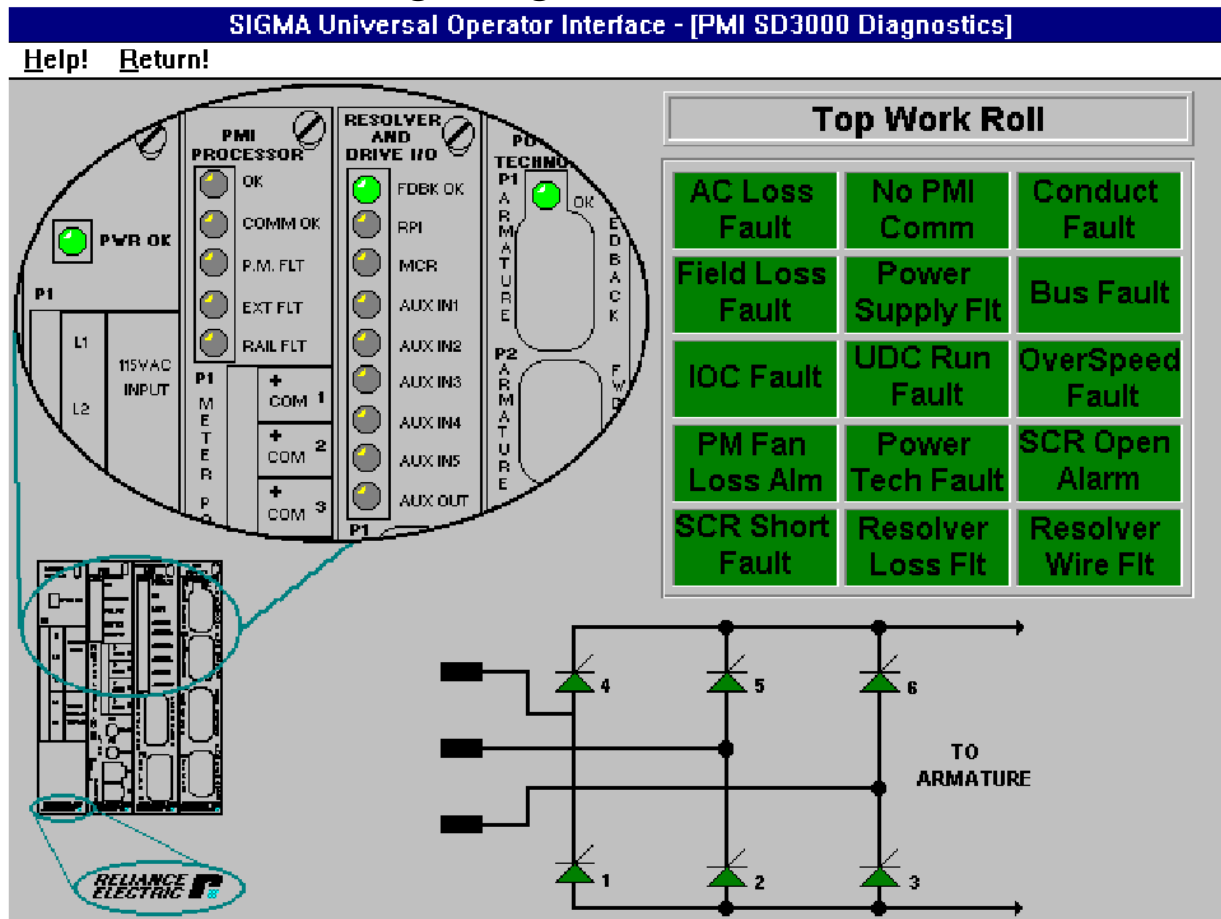 SIGMA Universal Operator Interface - [PMI SD3000 Diagnostics]
Help! Return!
PWR OK
P1
L1
L2
115VAC
INPUT
PMI
PROCESSOR
OK
COMM OK
P.M. FLT
EXT FLT
RAIL FLT
P1
METER
+
COM 1
+
COM 2
+
COM 3
RESOLVER
AND
DRIVE I/O
FDBK OK
RPI
MCR
AUX IN1
AUX IN2
AUX IN3
AUX IN4
AUX IN5
AUX OUT
P1
P1
ARMATURE
OK
P2
ARMATURE
Top Work Roll
AC Loss
Fault
No PMI
Comm
Conduct
Fault
Field Loss
Fault
Power
Supply Flt
Bus Fault
IOC Fault
UDC Run
Fault
OverSpeed
Fault
PM Fan
Loss Alm
Power
Tech Fault
SCR Open
Alarm
SCR Short
Fault
Resolver
Loss Flt
Resolver
Wire Flt
4
5
6
TO
ARMATURE
1
2
3
RELIANCE
ELECTRIC